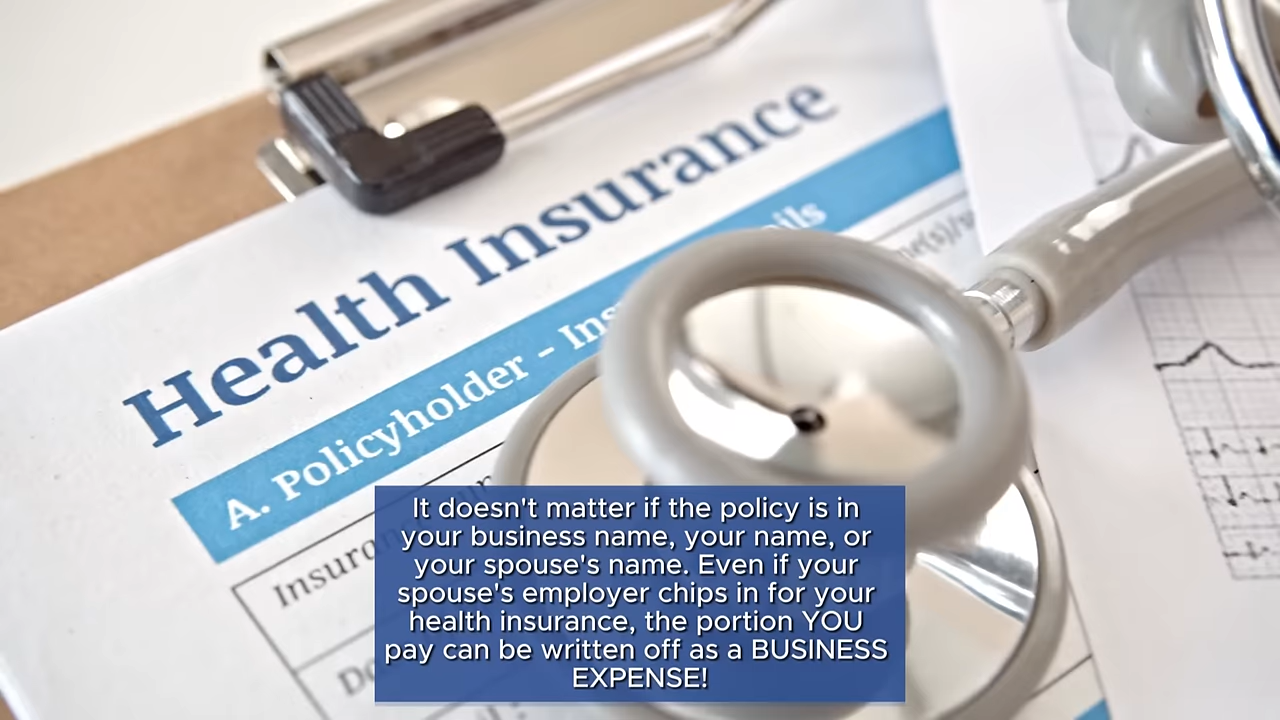 Health Insurance
A. Policyholder - Ins
It doesn't matter if the policy is in
your business name, your name, or
your spouse's name. Even if your
spouse's employer chips in for your
health insurance, the portion YOU
pay can be written off as a BUSINESS
EXPENSE!